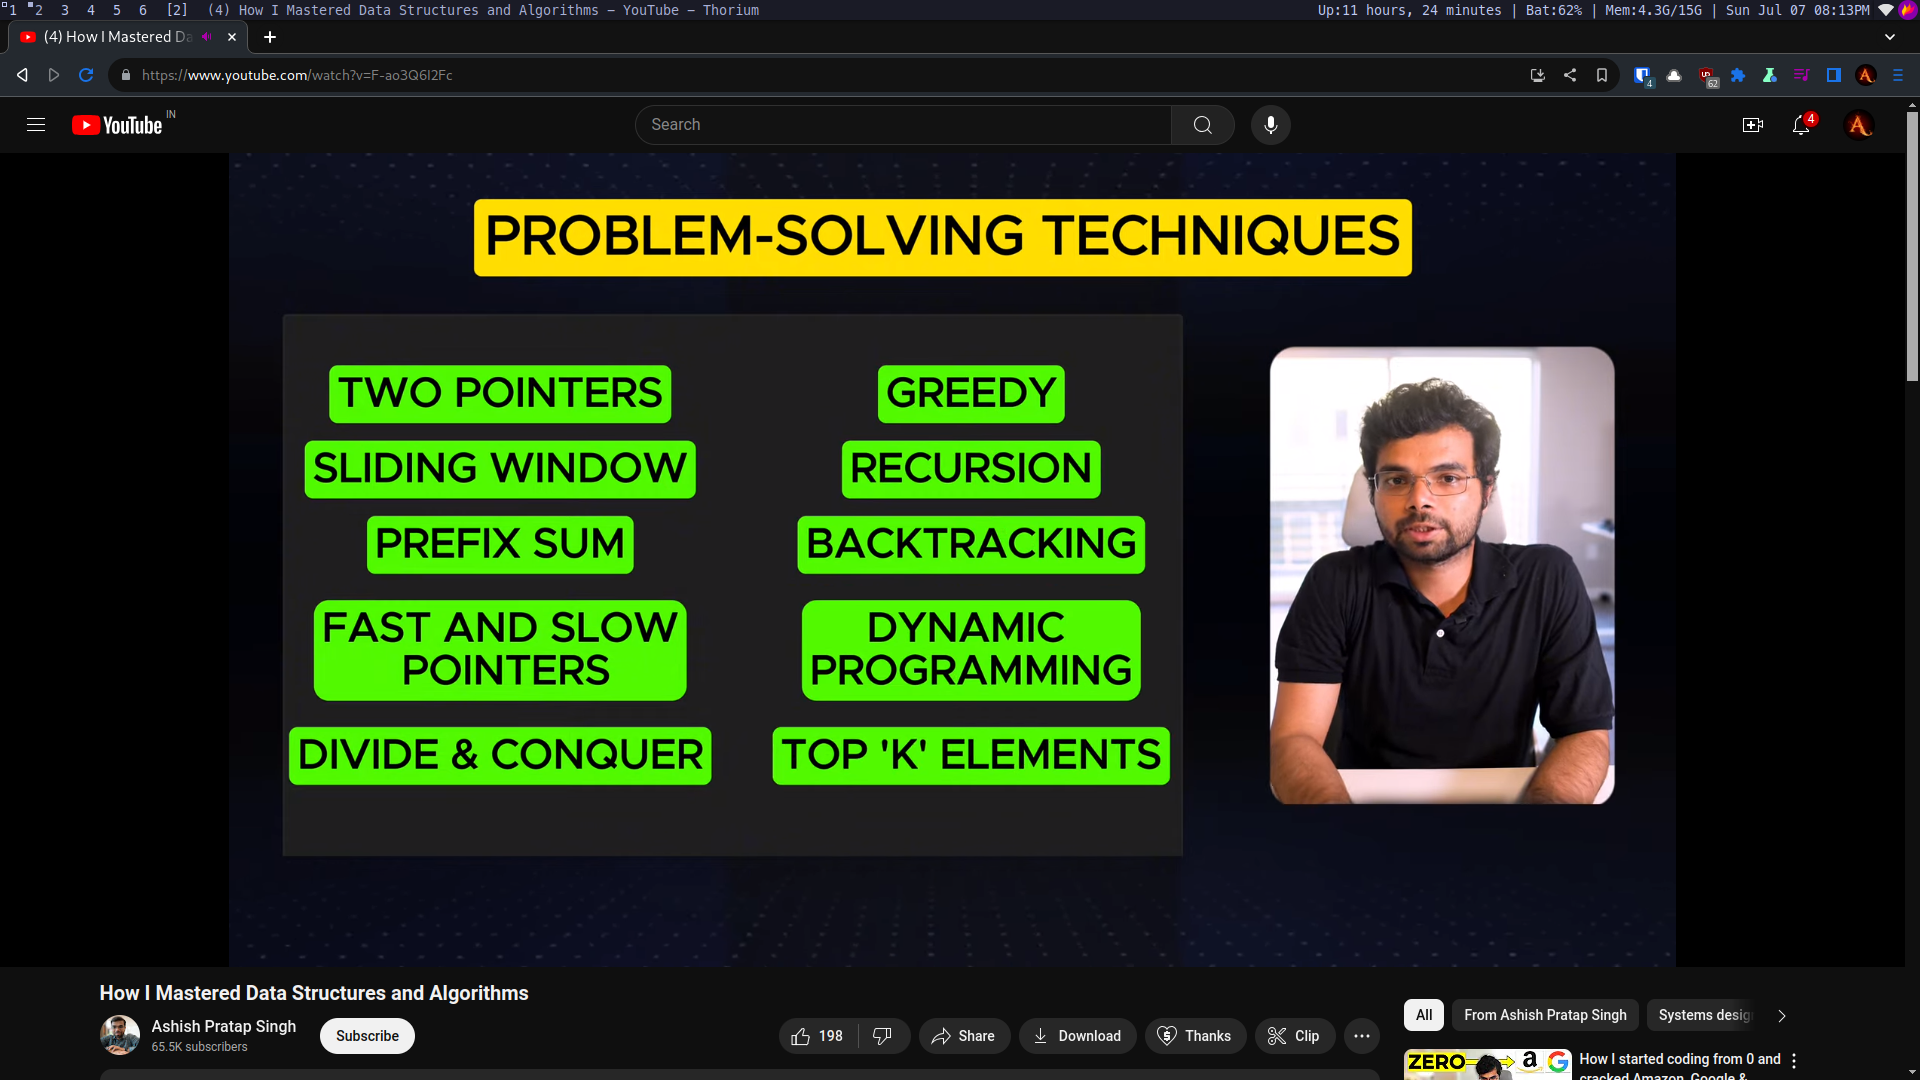 1 2 3 4 5 6 [2] (4) How I Mastered Data Structures and Algorithms – YouTube – Thorium
Up:11 hours, 24 minutes | Bat:62% | Mem:4.3G/15G | Sun Jul 07 08:13PM
(4) How I Mastered Da
https://www.youtube.com/watch?v=F-ao3Q6I2Fc
4
62
YouTube IN
Search
4
PROBLEM-SOLVING TECHNIQUES
TWO POINTERS
SLIDING WINDOW
PREFIX SUM
FAST AND SLOW
POINTERS
DIVIDE & CONQUER
GREEDY
RECURSION
BACKTRACKING
DYNAMIC
PROGRAMMING
TOP 'K' ELEMENTS
How I Mastered Data Structures and Algorithms
Ashish Pratap Singh
65.5K subscribers
Subscribe
198
Share
Download
Thanks
Clip
All
From Ashish Pratap Singh
Systems desig
ZERO
How I started coding from 0 and
cracked Amazon, Google &